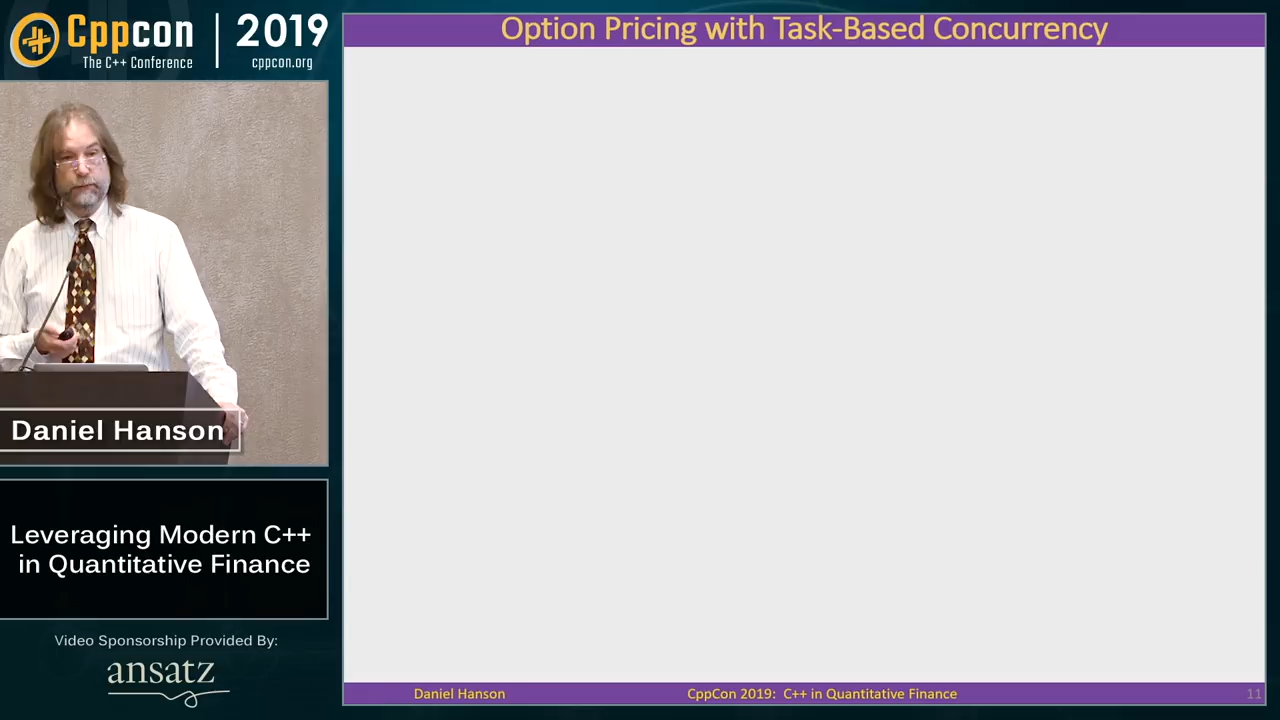 Cppcon
The C++ Conference
2019
cppcon.org
Option Pricing with Task-Based Concurrency
Daniel Hanson
Leveraging Modern C++
in Quantitative Finance
Video Sponsorship Provided By:
ansatz
Daniel Hanson
CppCon 2019: C++ in Quantitative Finance
11